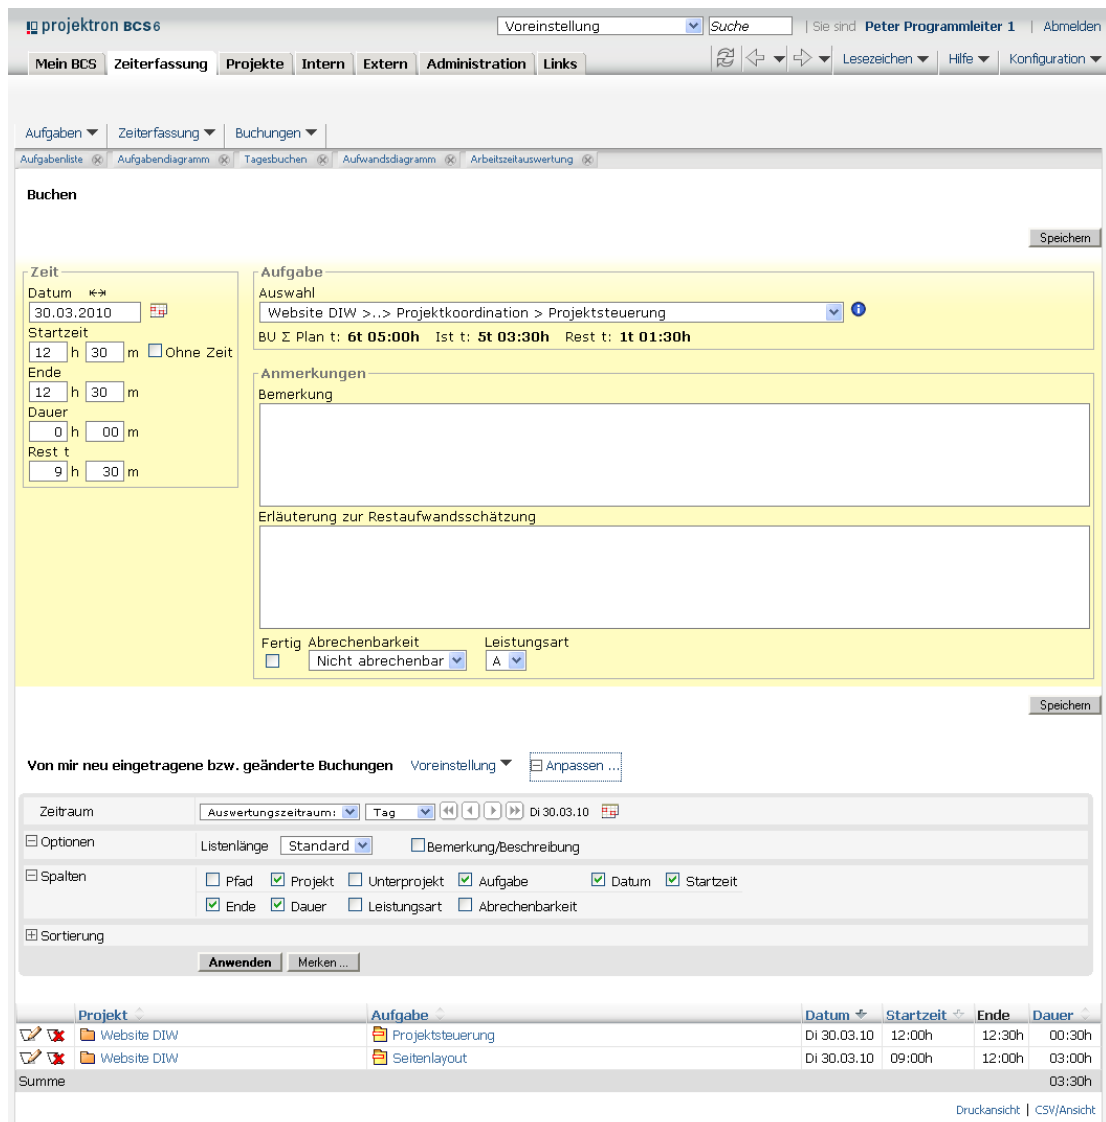 projektron BCS6 Voreinstellung Suche | Sie sind Peter Programmleiter 1 | Abmelden
Mein BCS Zeiterfassung Projekte Intern Extern Administration Links Lesezeichen Hilfe Konfiguration
Aufgaben Zeiterfassung Buchungen
Aufgabenliste Aufgabendiagramm Tagesbuchen Aufwandsdiagramm Arbeitszeitauswertung
Buchen
Speichern
Zeit
Datum
30.03.2010
Startzeit
12 h 30 m Ohne Zeit
Ende
12 h 30 m
Dauer
0 h 00 m
Rest t
9 h 30 m
Aufgabe
Auswahl
Website DIW >..> Projektkoordination > Projektsteuerung
BU Σ Plan t: 6t 05:00h Ist t: 5t 03:30h Rest t: 1t 01:30h
Anmerkungen
Bemerkung
Erläuterung zur Restaufwandsschätzung
Fertig Abrechenbarkeit Leistungsart
Nicht abrechenbar A
Speichern
Von mir neu eingetragene bzw. geänderte Buchungen Voreinstellung Anpassen ...
Zeitraum Auswertungszeitraum: Tag Di 30.03.10
Optionen Listenlänge Standard Bemerkung/Beschreibung
Spalten Pfad Projekt Unterprojekt Aufgabe Datum Startzeit
Ende Dauer Leistungsart Abrechenbarkeit
Sortierung
Anwenden Merken ...
Projekt Aufgabe Datum Startzeit Ende Dauer
Website DIW Projektsteuerung Di 30.03.10 12:00h 12:30h 00:30h
Website DIW Seitenlayout Di 30.03.10 09:00h 12:00h 03:00h
Summe 03:30h
Druckansicht | CSV/Ansicht